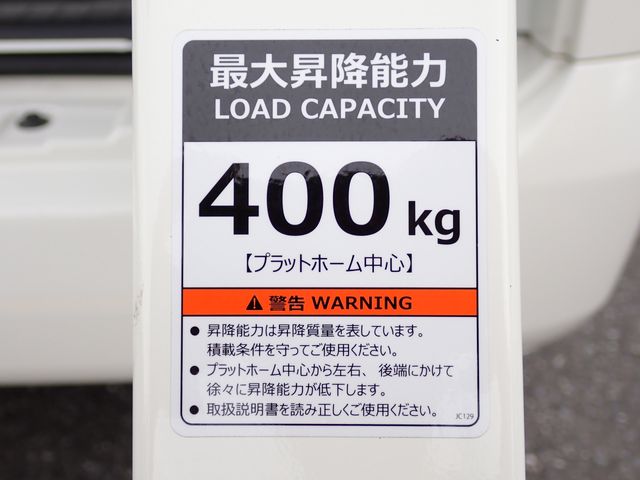 最大昇降能力
LOAD CAPACITY
400 kg
【プラットホーム中心】
⚠ 警告 WARNING
● 昇降能力は昇降質量を表しています。
積載条件を守ってご使用ください。
● プラットホーム中心から左右、後端にかけて
徐々に昇降能力が低下します。
● 取扱説明書を読み正しくご使用ください。
JC129